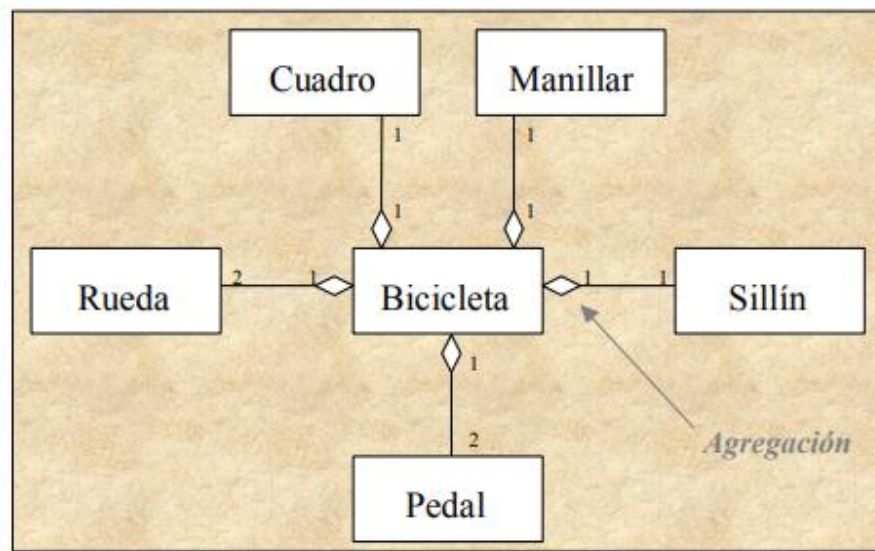 Cuadro
Manillar
1
1
1
1
Rueda
2
1
Bicicleta
1
1
Sillín
1
Agregación
2
Pedal